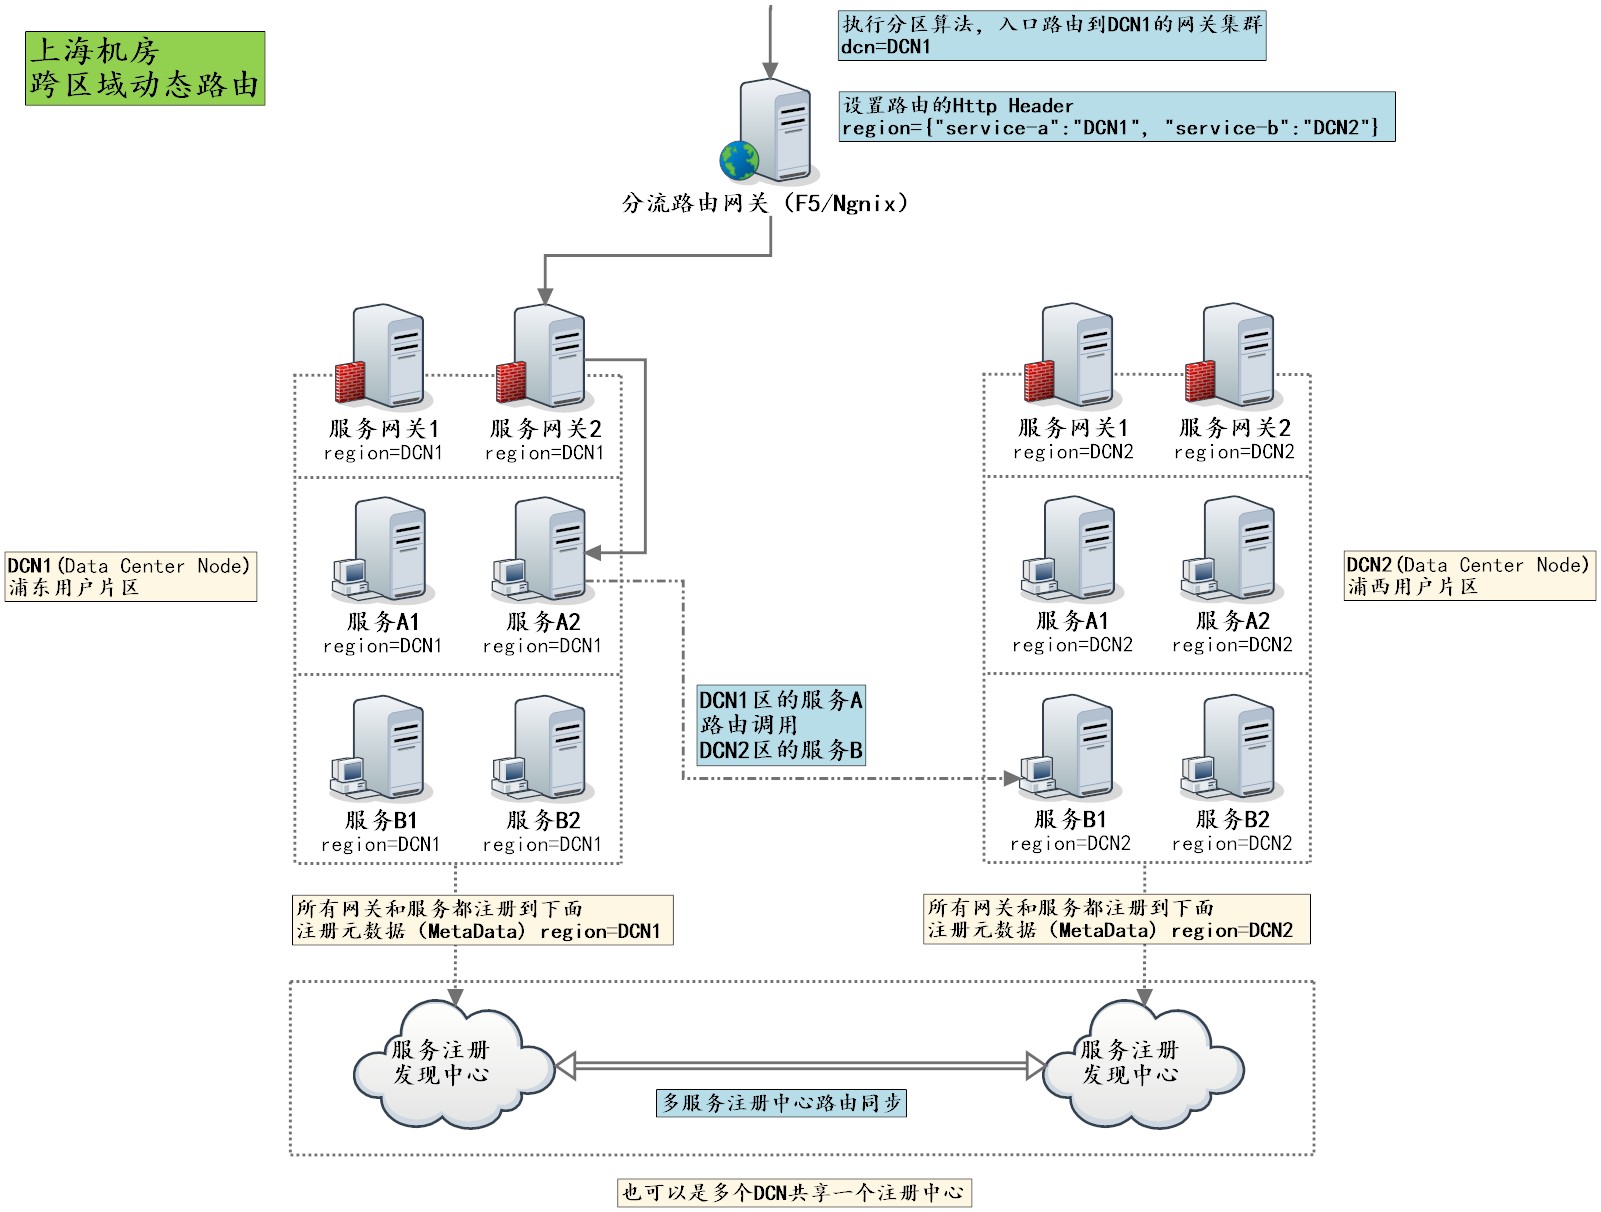 上海机房
跨区域动态路由
执行分区算法，入口路由到DCN1的网关集群
dcn=DCN1
设置路由的Http Header
region={"service-a":"DCN1", "service-b":"DCN2"}
分流路由网关（F5/Ngnix）
服务网关1
region=DCN1
服务网关2
region=DCN1
服务网关1
region=DCN2
服务网关2
region=DCN2
DCN1(Data Center Node)
浦东用户片区
服务A1
region=DCN1
服务A2
region=DCN1
服务A1
region=DCN2
服务A2
region=DCN2
DCN2(Data Center Node)
浦西用户片区
DCN1区的服务A
路由调用
DCN2区的服务B
服务B1
region=DCN1
服务B2
region=DCN1
服务B1
region=DCN2
服务B2
region=DCN2
所有网关和服务都注册到下面
注册元数据（MetaData）region=DCN1
所有网关和服务都注册到下面
注册元数据（MetaData）region=DCN2
服务注册
发现中心
服务注册
发现中心
多服务注册中心路由同步
也可以是多个DCN共享一个注册中心